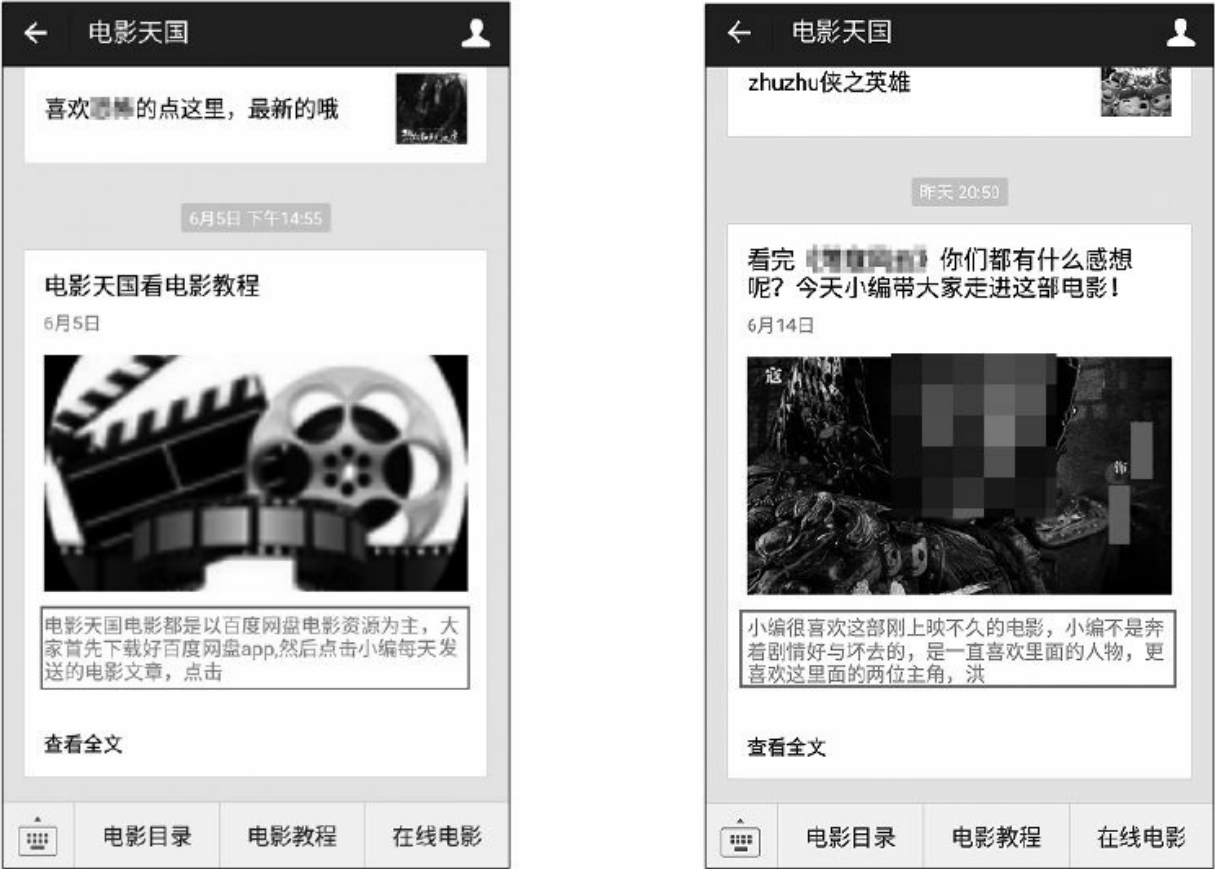 电影天国
喜欢的点这里，最新的哦
6月5日 下午14:55
电影天国看电影教程
6月5日
电影天国电影都是以百度网盘电影资源为主，大
家首先下载好百度网盘app,然后点击小编每天发
送的电影文章，点击
查看全文
电影目录
电影教程
在线电影
电影天国
zhuzhu侠之英雄
昨天 20:50
看完《》你们都有什么感想
呢？今天小编带大家走进这部电影！
6月14日
寇
小编很喜欢这部刚上映不久的电影，小编不是奔
着剧情好与坏去的，是一直喜欢里面的人物，更
喜欢这里面的两位主角，洪
查看全文
电影目录
电影教程
在线电影